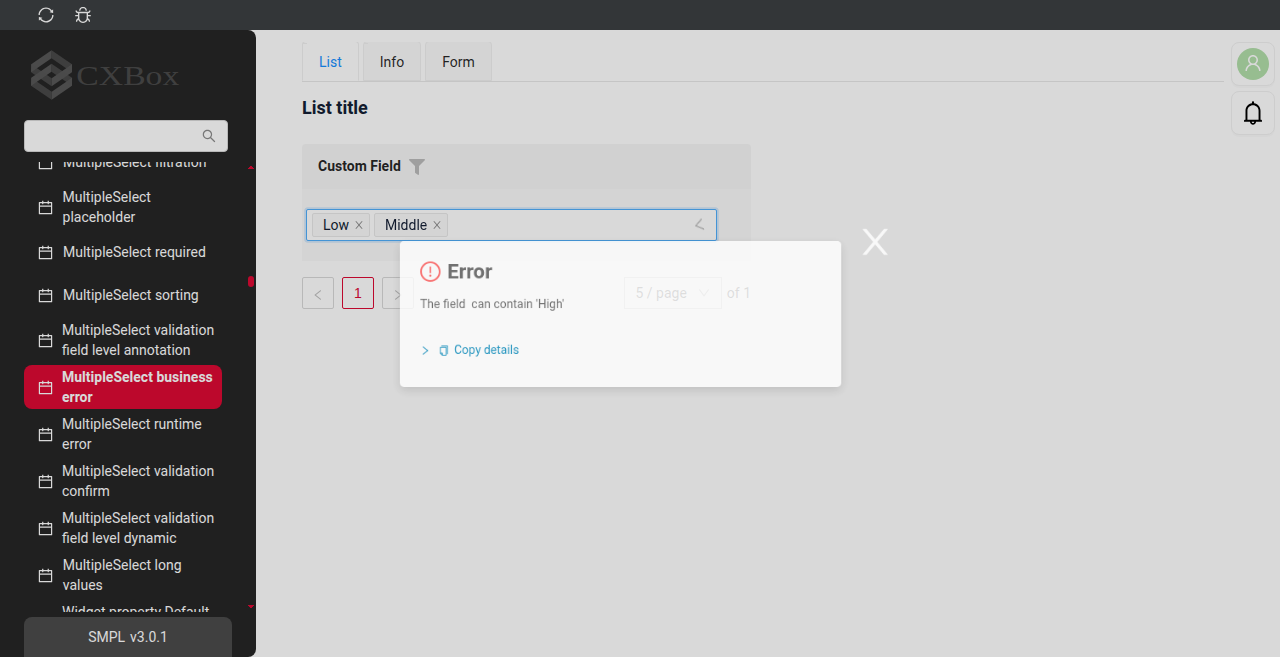 CXBox
MultipleSelect filtration
MultipleSelect
placeholder
MultipleSelect required
MultipleSelect sorting
MultipleSelect validation
field level annotation
MultipleSelect business
error
MultipleSelect runtime
error
MultipleSelect validation
confirm
MultipleSelect validation
field level dynamic
MultipleSelect long
values
Widget property Default
SMPL v3.0.1
List Info Form
List title
Custom Field
Low Middle
1 5 / page of 1
Error
The field can contain 'High'
Copy details